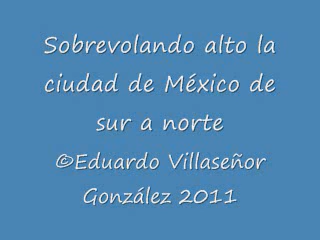 Sobrevolando alto la
ciudad de México de
sur a norte
©Eduardo Villaseñor
González 2011